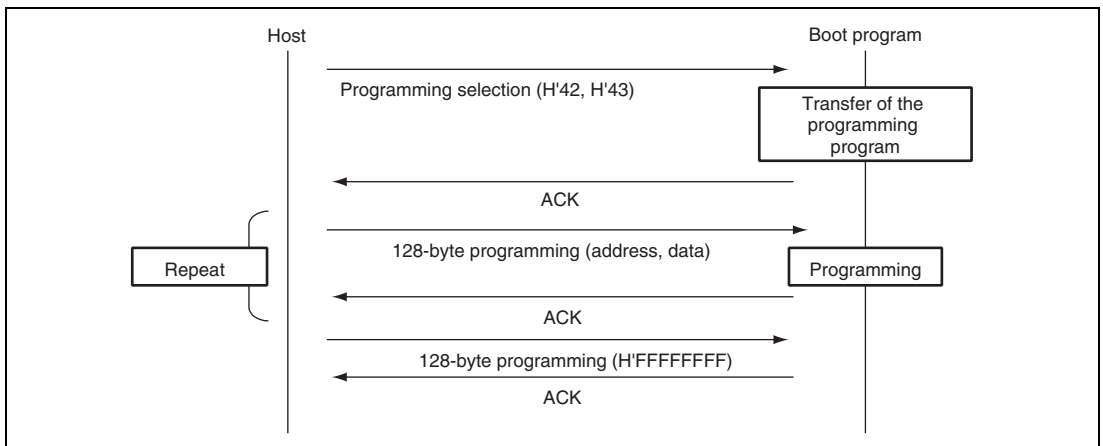 Host
Boot program
Programming selection (H'42, H'43)
Transfer of the
programming
program
ACK
128-byte programming (address, data)
Repeat
Programming
ACK
128-byte programming (H'FFFFFFFF)
ACK